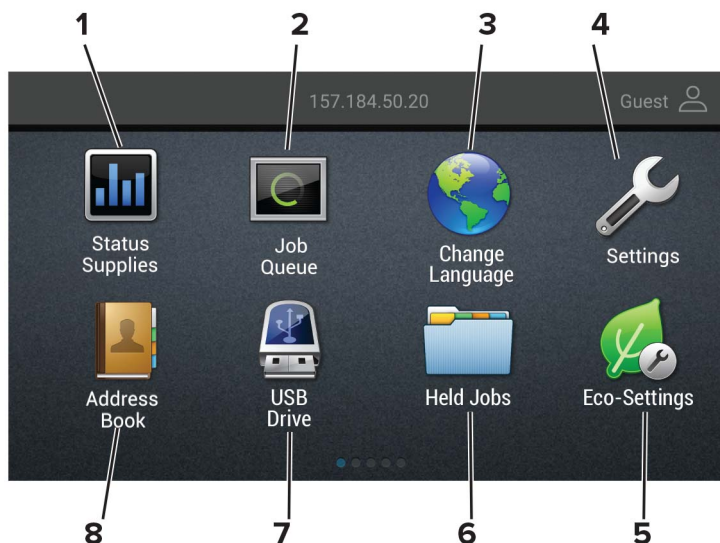 1 2 3 4
157.184.50.20 Guest
Status
Supplies
Job
Queue
Change
Language
Settings
Address
Book
USB
Drive
Held Jobs
Eco-Settings
8 7 6 5